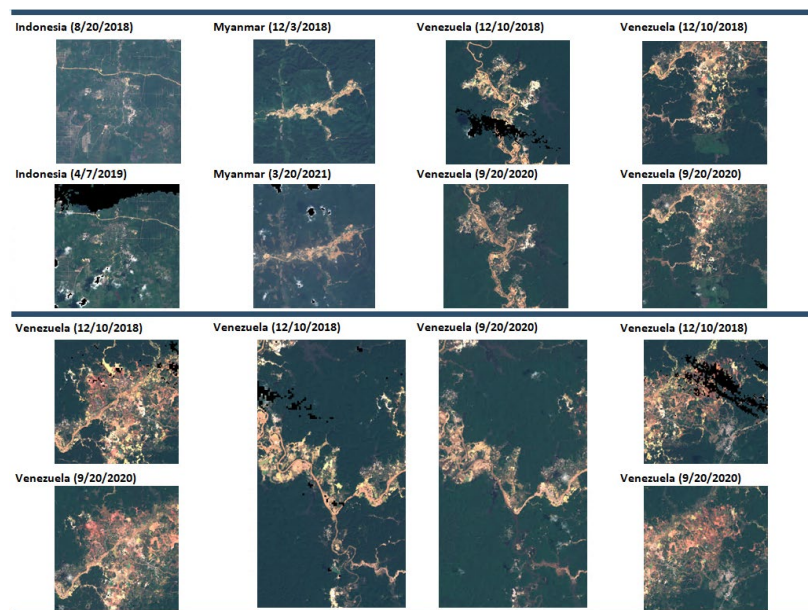 Indonesia (8/20/2018)
Myanmar (12/3/2018)
Venezuela (12/10/2018)
Venezuela (12/10/2018)
Indonesia (4/7/2019)
Myanmar (3/20/2021)
Venezuela (9/20/2020)
Venezuela (9/20/2020)
Venezuela (12/10/2018)
Venezuela (12/10/2018)
Venezuela (9/20/2020)
Venezuela (12/10/2018)
Venezuela (9/20/2020)
Venezuela (9/20/2020)